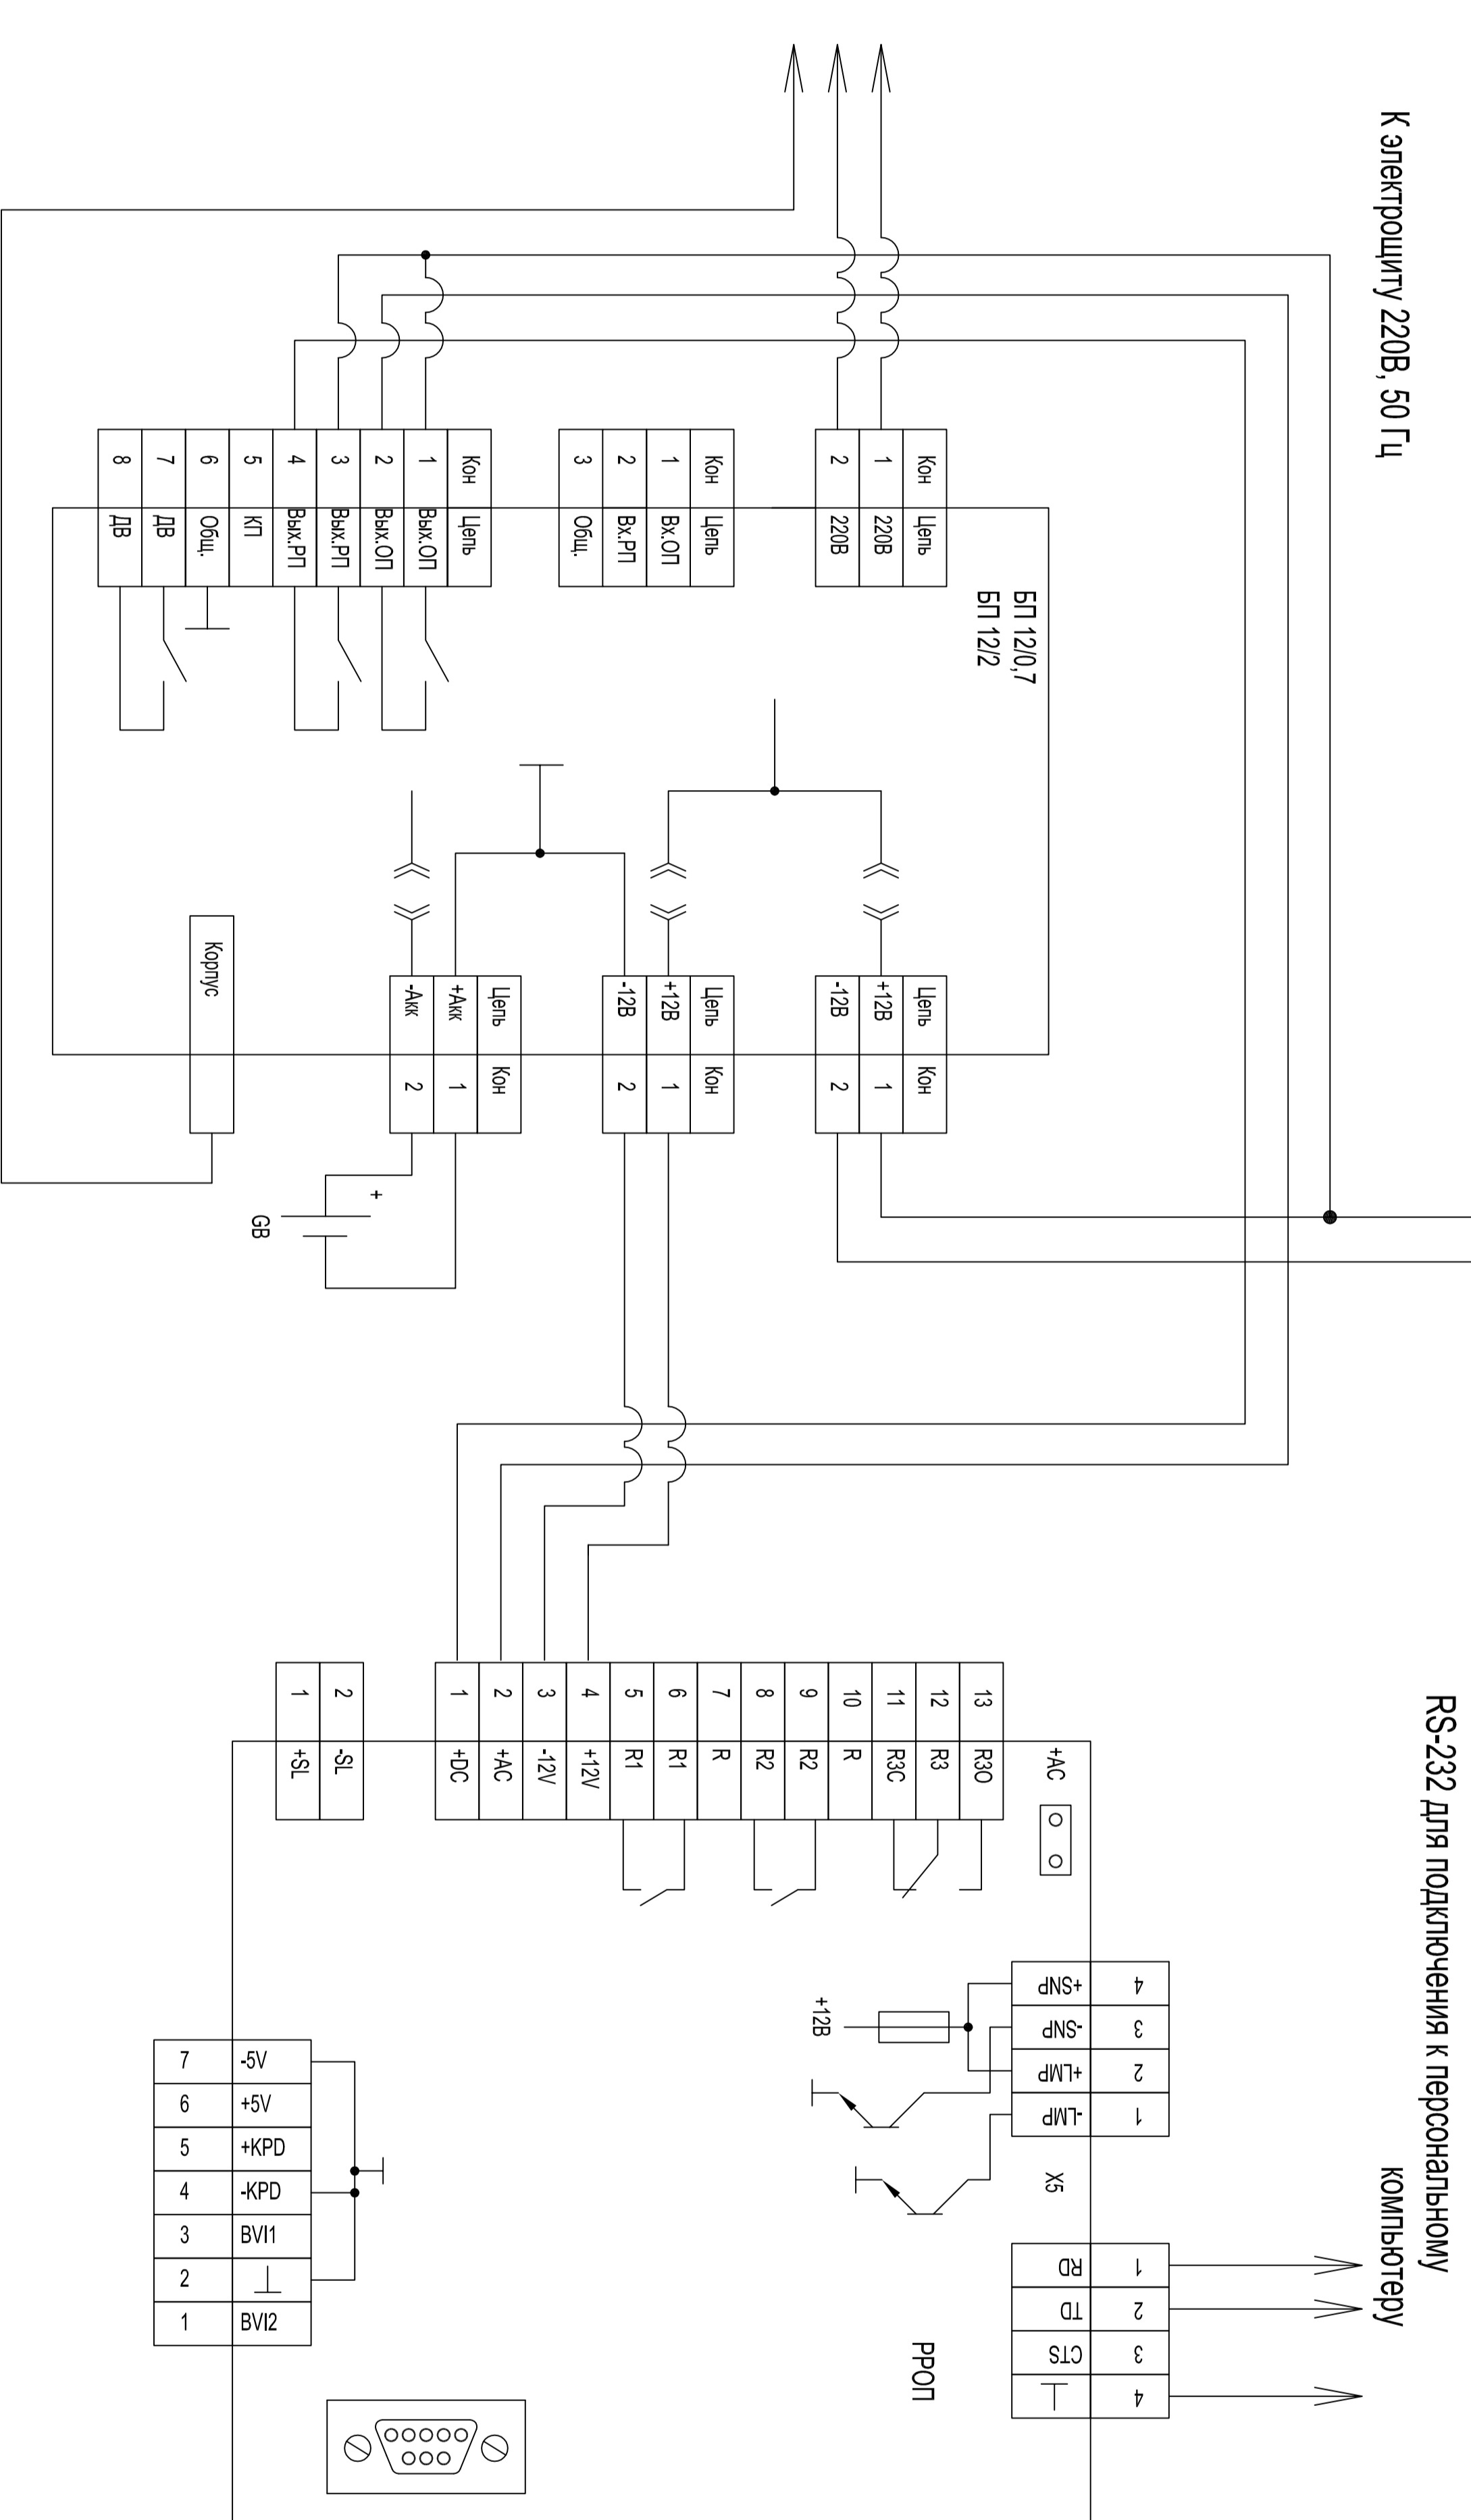 К электрощиту 220В, 50 Гц
RS-232 для подключения к персональному
компьютеру
БП 12/0,7
БП 12/2
Кон Цепь
1 220В
2 220В
Кон Цепь
1 Вх.ОП
2 Вх.РП
3 Общ.
Кон Цепь
1 Вых.ОП
2 Вых.ОП
3 Вых.РП
4 Вых.РП
5 КП
6 Общ.
7 ДВ
8 ДВ
Цепь Кон
+12В 1
-12В 2
Цепь Кон
+12В 1
-12В 2
Цепь Кон
+Акк 1
-Акк 2
Корпус
+
GB
+АС
13 R3O
12 R3
11 R3C
10 R
9 R2
8 R2
7 R
6 R1
5 R1
4 +12V
3 -12V
2 +AC
1 +DC
2 -SL
1 +SL
+SNP 4
-SNP 3
+LMP 2
-LMP 1
+12В
X5
RD 1
TD 2
CTS 3
⊥ 4
РРОП
7 -5V
6 +5V
5 +KPD
4 -KPD
3 BVI1
2 ⊥
1 BVI2